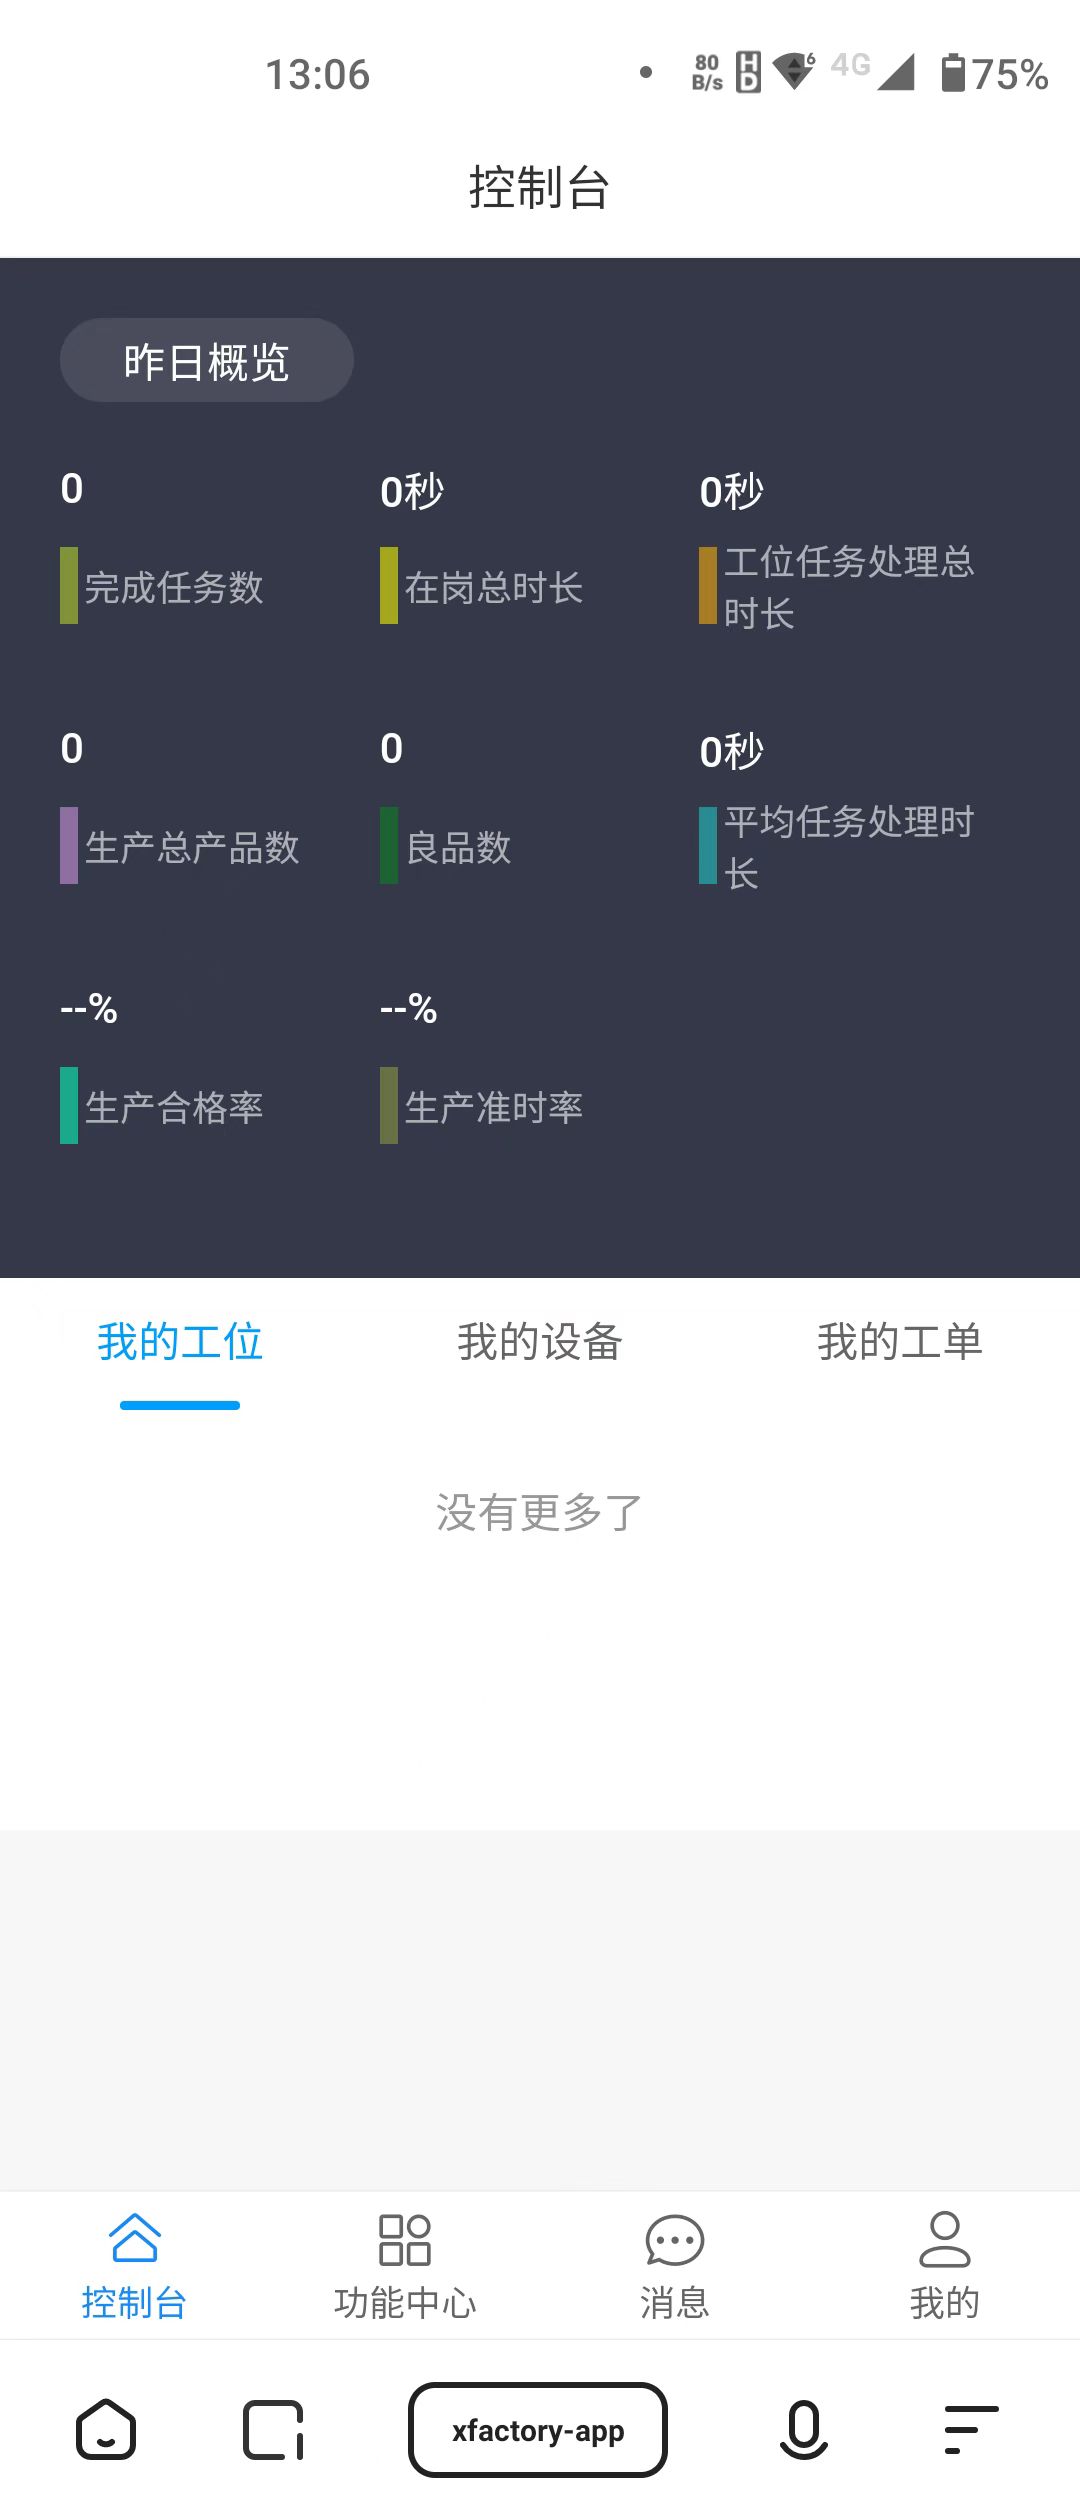 13:06
80
B/s
HD
6
4G
75%
控制台
昨日概览
0
0秒
0秒
完成任务数
在岗总时长
工位任务处理总
时长
0
0
0秒
生产总产品数
良品数
平均任务处理时
长
--%
--%
生产合格率
生产准时率
我的工位
我的设备
我的工单
没有更多了
控制台
功能中心
消息
我的
xfactory-app